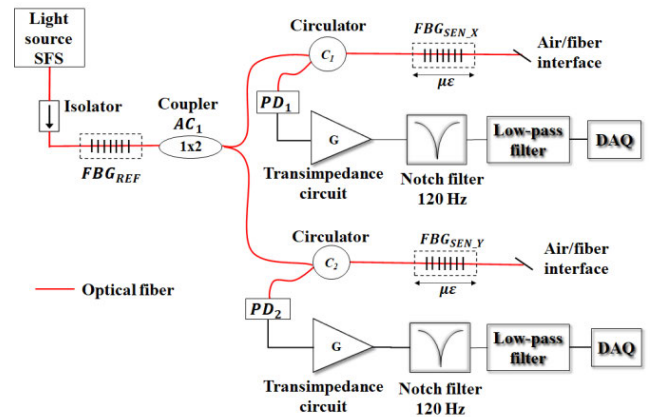 Light
source
SFS
Isolator
FBG_REF
Coupler
AC_1
1x2
Circulator
C_1
FBG_SEN_X
με
Air/fiber
interface
PD_1
G
Transimpedance
circuit
Notch filter
120 Hz
Low-pass
filter
DAQ
Circulator
C_2
FBG_SEN_Y
με
Air/fiber
interface
Optical fiber
PD_2
G
Transimpedance
circuit
Notch filter
120 Hz
Low-pass
filter
DAQ